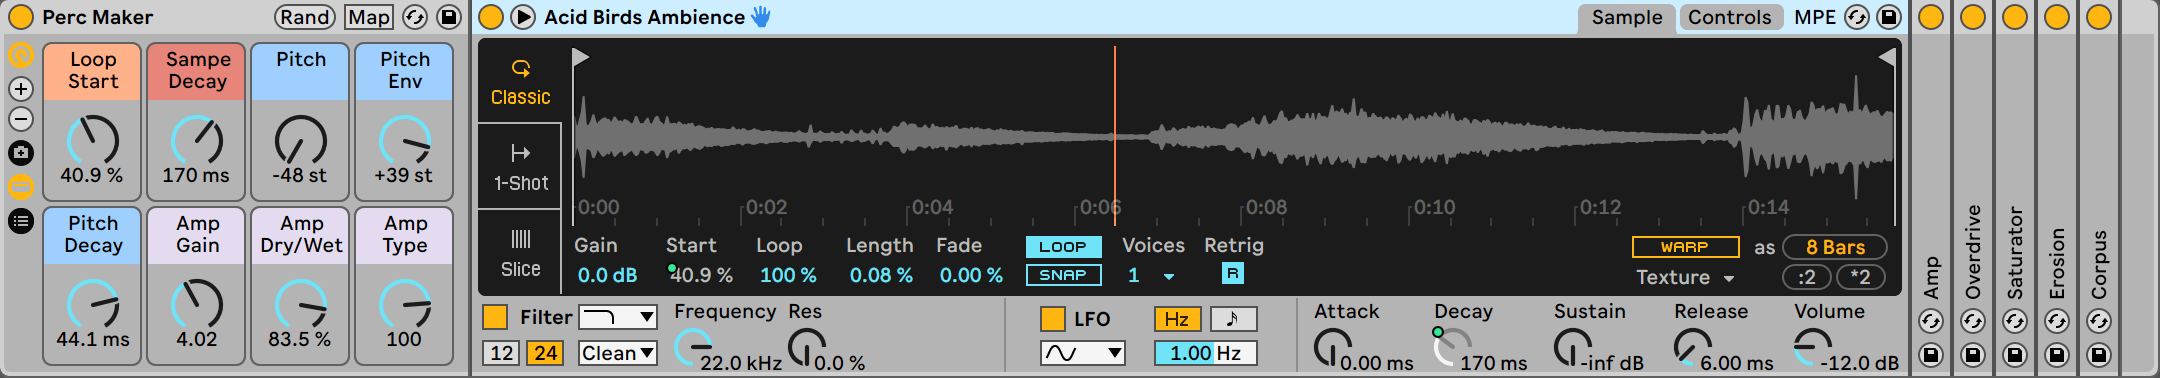 Perc Maker Rand Map
Loop Start
40.9 %
Sampe Decay
170 ms
Pitch
-48 st
Pitch Env
+39 st
Pitch Decay
44.1 ms
Amp Gain
4.02
Amp Dry/Wet
83.5 %
Amp Type
100
Acid Birds Ambience Sample Controls MPE
Classic
1-Shot
Slice
0:00 0:02 0:04 0:06 0:08 0:10 0:12 0:14
Gain Start Loop Length Fade LOOP Voices Retrig WARP as 8 Bars
0.0 dB 40.9 % 100 % 0.08 % 0.00 % SNAP 1 R Texture :2 *2
Filter Frequency Res LFO Hz Attack Decay Sustain Release Volume
12 24 Clean 22.0 kHz 0.0 % 1.00 Hz 0.00 ms 170 ms -inf dB 6.00 ms -12.0 dB
Amp
Overdrive
Saturator
Erosion
Corpus